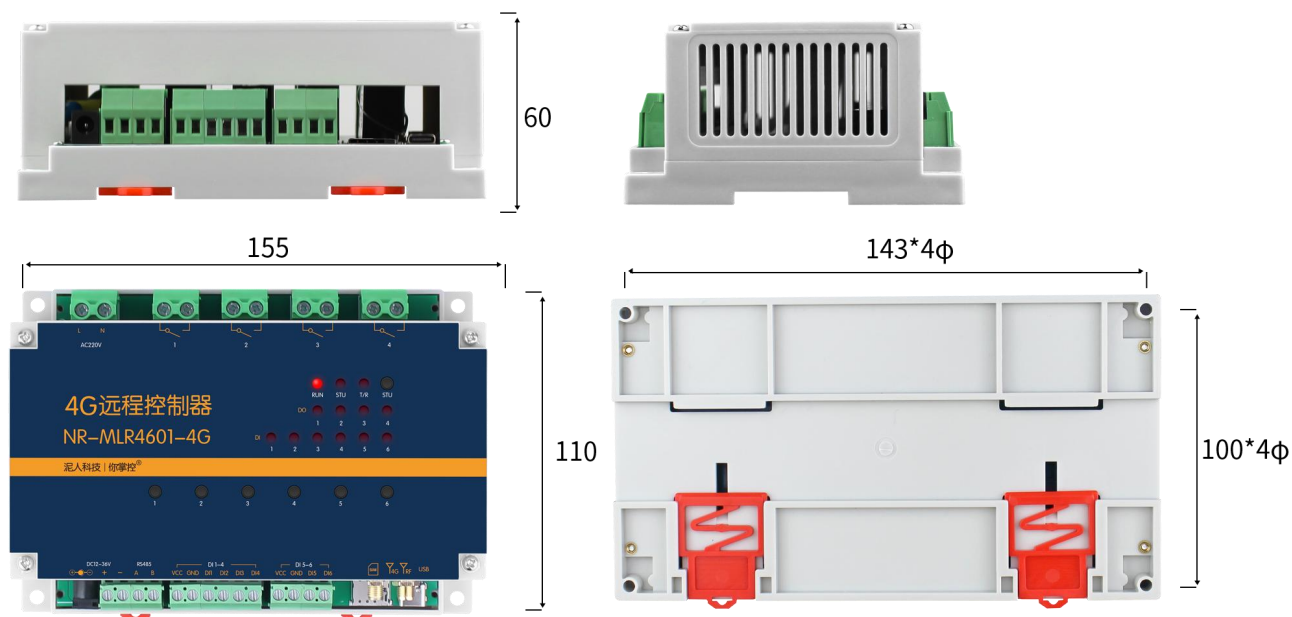 60
155
143*4ф
L N
AC220V
1 2 3 4
RUN STU T/R STU
4G远程控制器
DO
1 2 3 4
NR-MLR4601-4G
DI
1 2 3 4 5 6
泥人科技 | 你掌控®
1 2 3 4 5 6
110
100*4ф
DC12-36V RS485 DI 1-4 DI 5-6
+ − A B VCC GND DI1 DI2 DI3 DI4 VCC GND DI5 DI6 SIM 4G RF USB